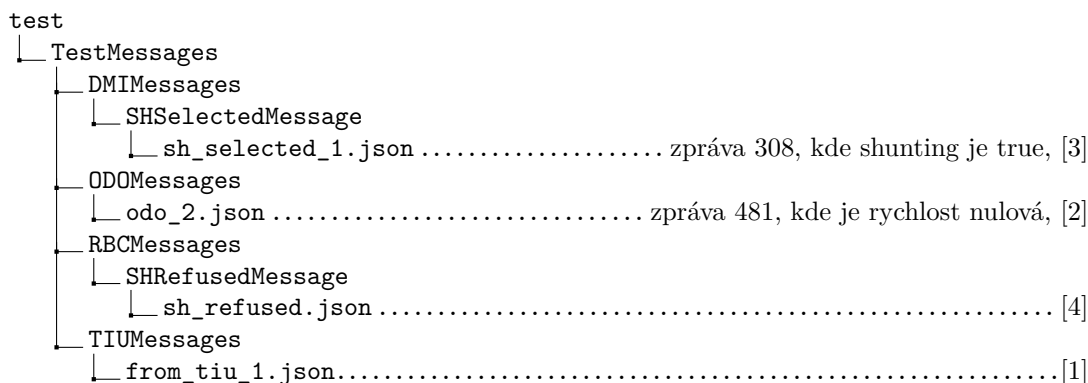 test
TestMessages
DMIMessages
SHSelectedMessage
sh_selected_1.json ..................... zpráva 308, kde shunting je true, [3]
ODOMessages
odo_2.json ................................ zpráva 481, kde je rychlost nulová, [2]
RBCMessages
SHRefusedMessage
sh_refused.json .......................................................... [4]
TIUMessages
from_tiu_1.json..............................................................[1]